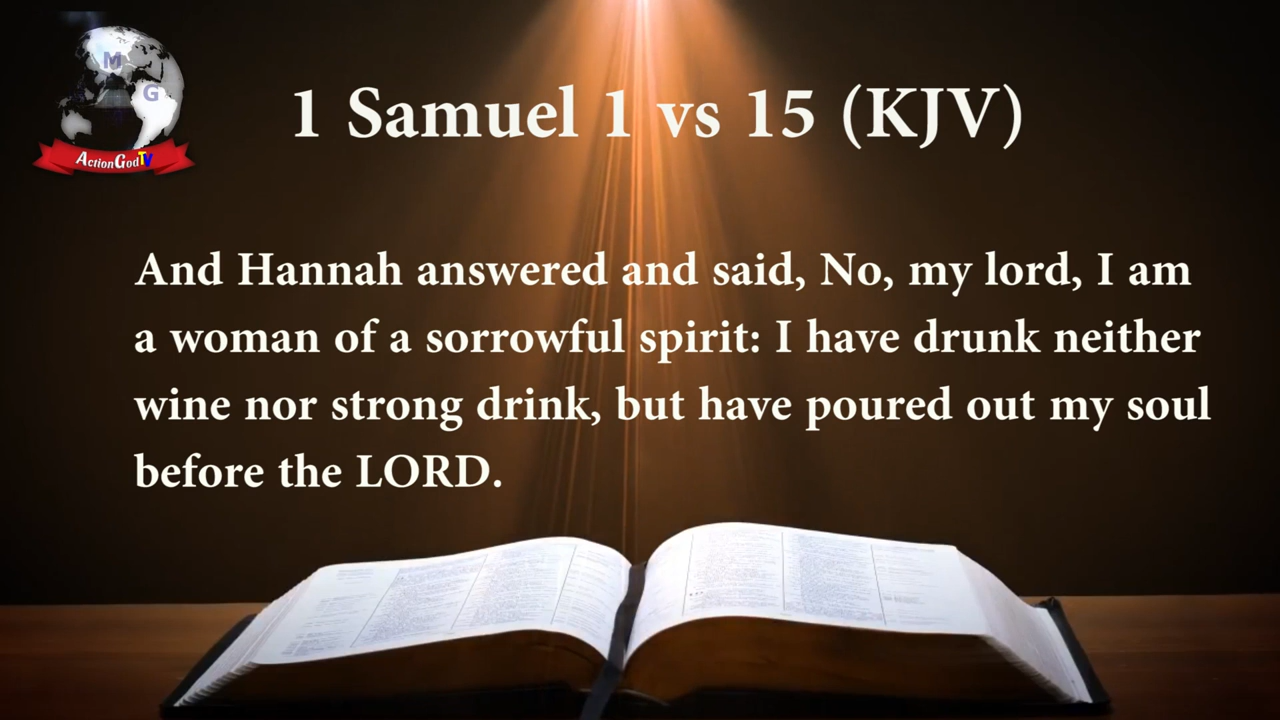 M
G
ActionGodTV
1 Samuel 1 vs 15 (KJV)
And Hannah answered and said, No, my lord, I am
a woman of a sorrowful spirit: I have drunk neither
wine nor strong drink, but have poured out my soul
before the LORD.